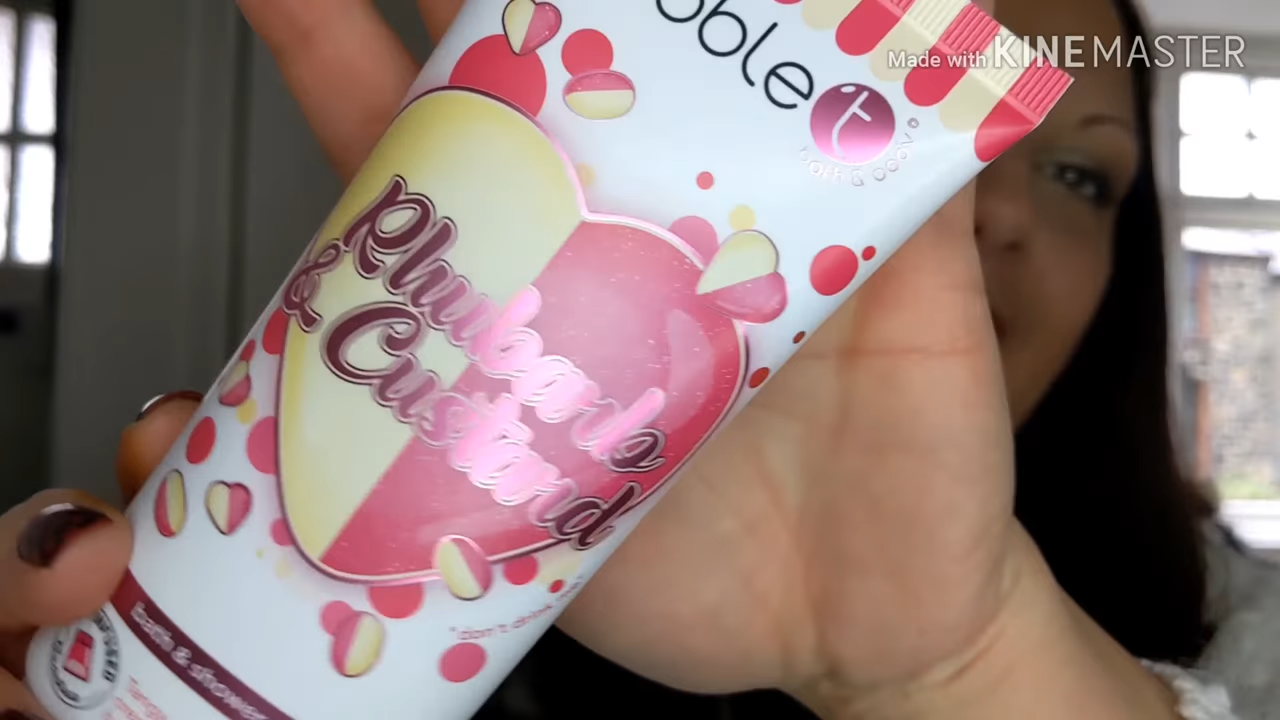 Made with KINEMASTER
bble
t
bath & body
Rhubarb
& Custard
"don't drink
bath & shower